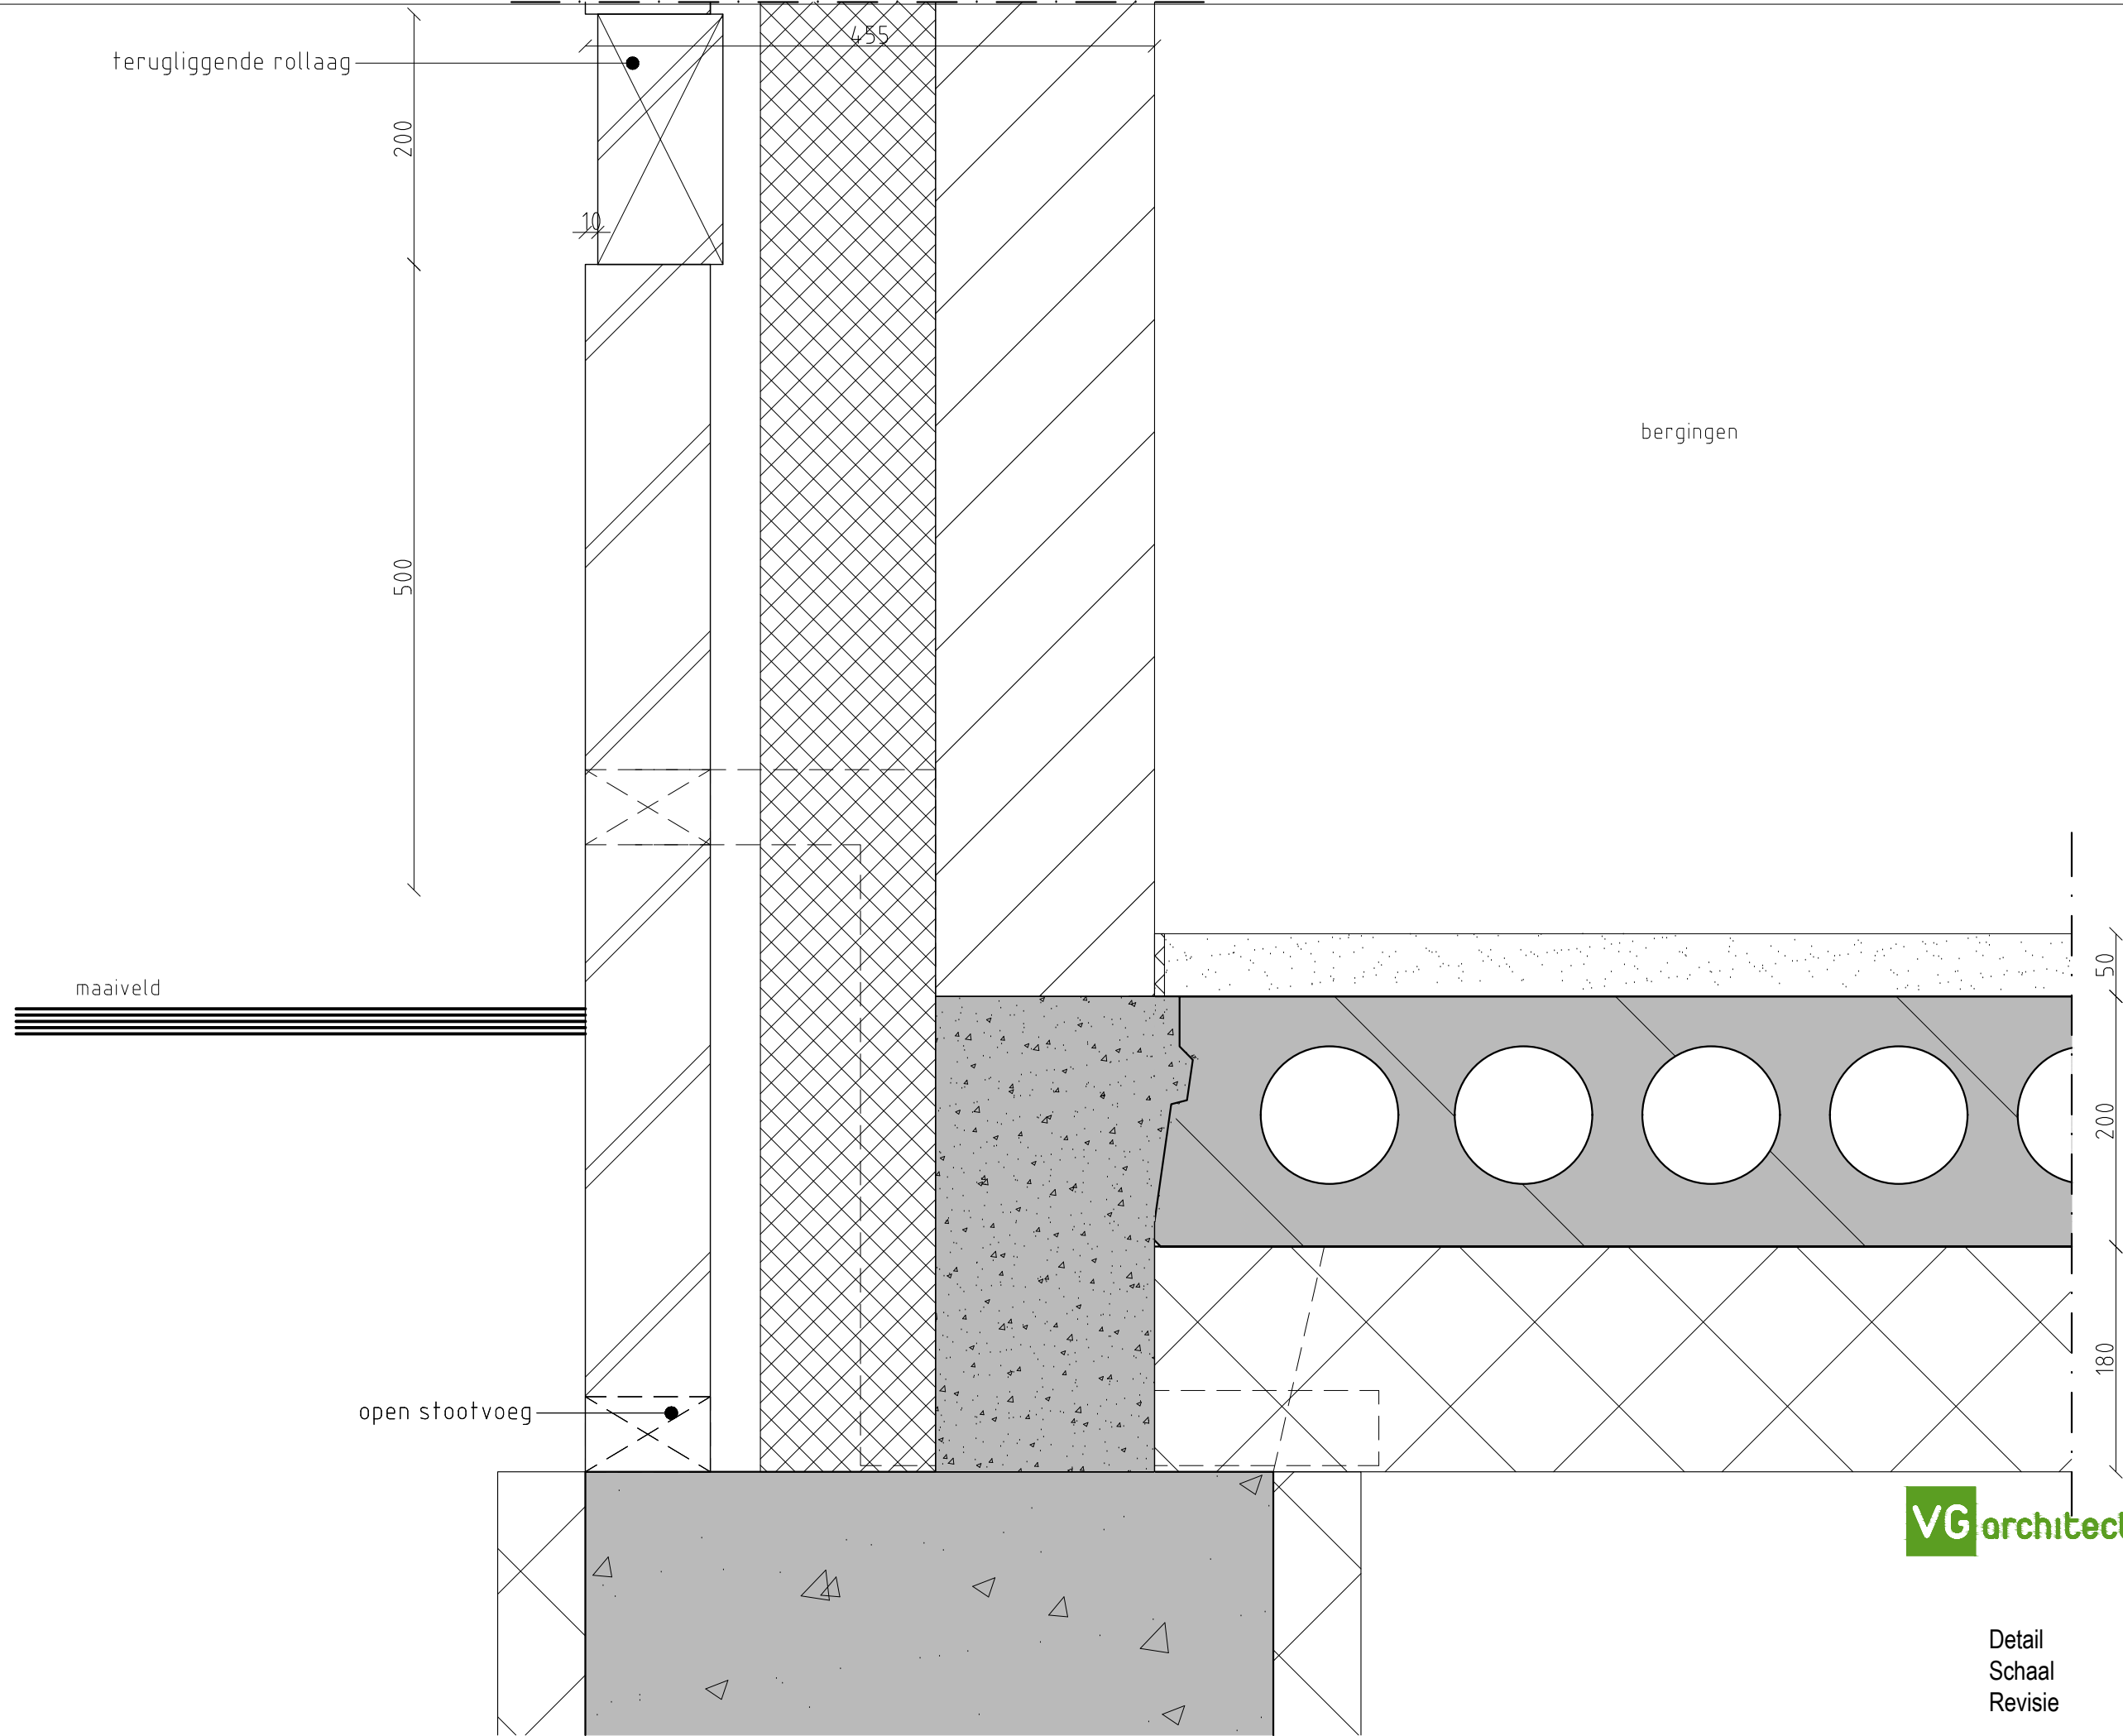 455
terugliggende rollaag
200
10
bergingen
500
50
maaiveld
200
180
open stootvoeg
VG architect
Detail
Schaal
Revisie